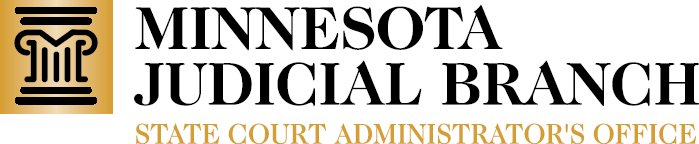 MINNESOTA
JUDICIAL BRANCH
STATE COURT ADMINISTRATOR'S OFFICE